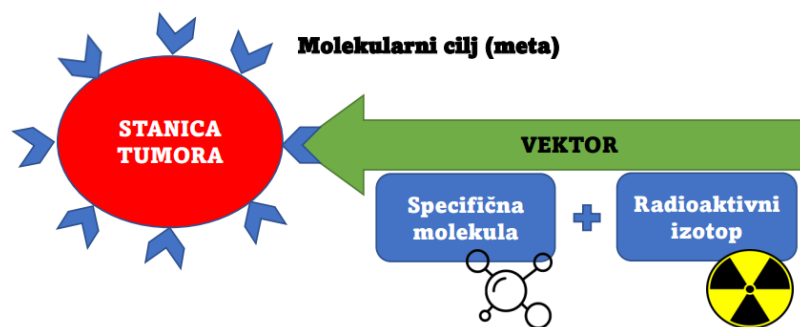 Molekularni cilj (meta)
STANICA
TUMORA
VEKTOR
Specifična
molekula
Radioaktivni
izotop